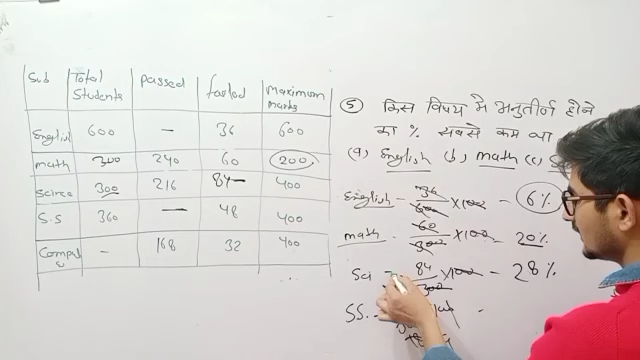 Sub Total Students passed failed Maximum marks
English 600 — 36 600
math 300 240 60 200
Science 300 216 84 400
S.S 360 — 48 400
- 168 32 400
⑤ किस विषय में अनुतीर्ण होने
का % सबसे कम था
(a) English (b) math (c)
English - 36/600 ×100 - 6%
math - 60/300 ×100 - 20%
Sci - 84/300 ×100 - 28%
SS. -